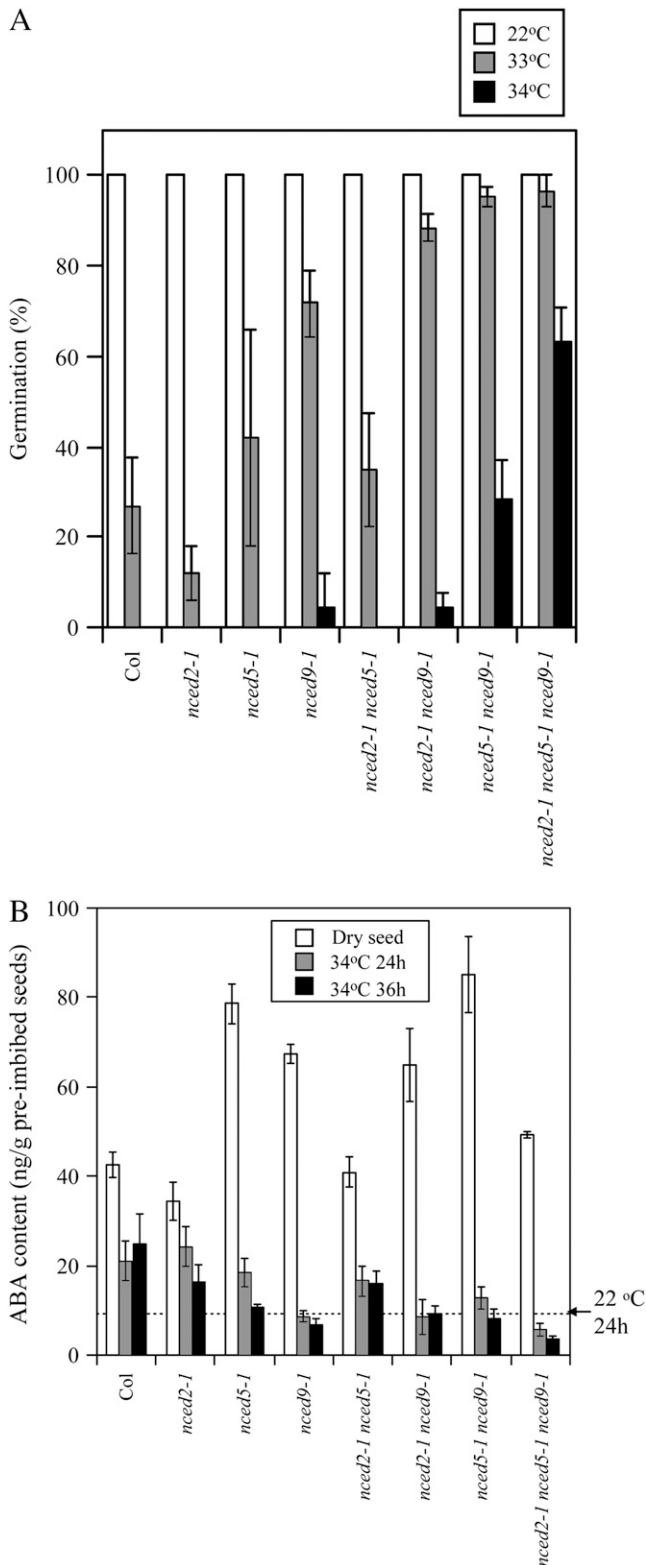 A
22°C
33°C
34°C
100
80
60
40
20
0
Germination (%)
Col
nced2-1
nced5-1
nced9-1
nced2-1 nced5-1
nced2-1 nced9-1
nced5-1 nced9-1
nced2-1 nced5-1 nced9-1
B
100
80
60
40
20
0
ABA content (ng/g pre-imbibed seeds)
Dry seed
34°C 24h
34°C 36h
22 °C
24h
Col
nced2-1
nced5-1
nced9-1
nced2-1 nced5-1
nced2-1 nced9-1
nced5-1 nced9-1
nced2-1 nced5-1 nced9-1